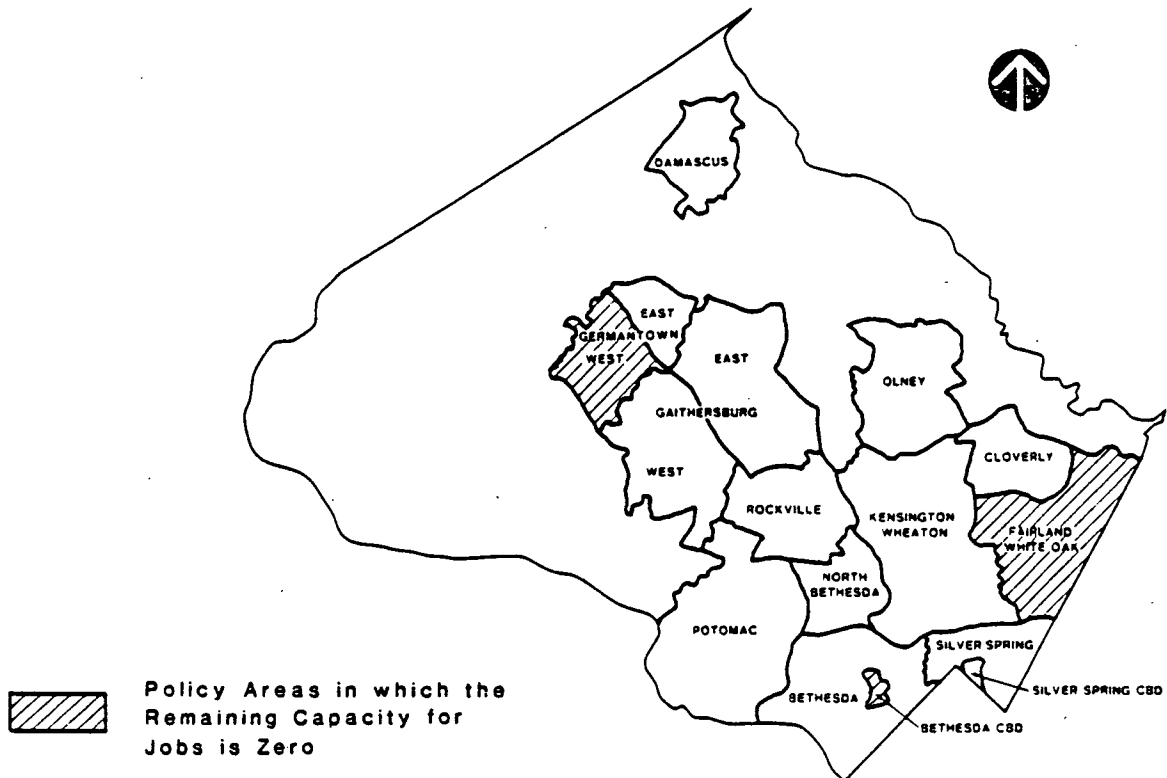 DAMASCUS
EAST
GERMANTOWN
WEST
EAST
GAITHERSBURG
WEST
OLNEY
CLOVERLY
ROCKVILLE
KENSINGTON
WHEATON
FAIRLAND
WHITE OAK
NORTH
BETHESDA
POTOMAC
SILVER SPRING
BETHESDA
SILVER SPRING CBD
BETHESDA CBD
Policy Areas in which the
Remaining Capacity for
Jobs is Zero